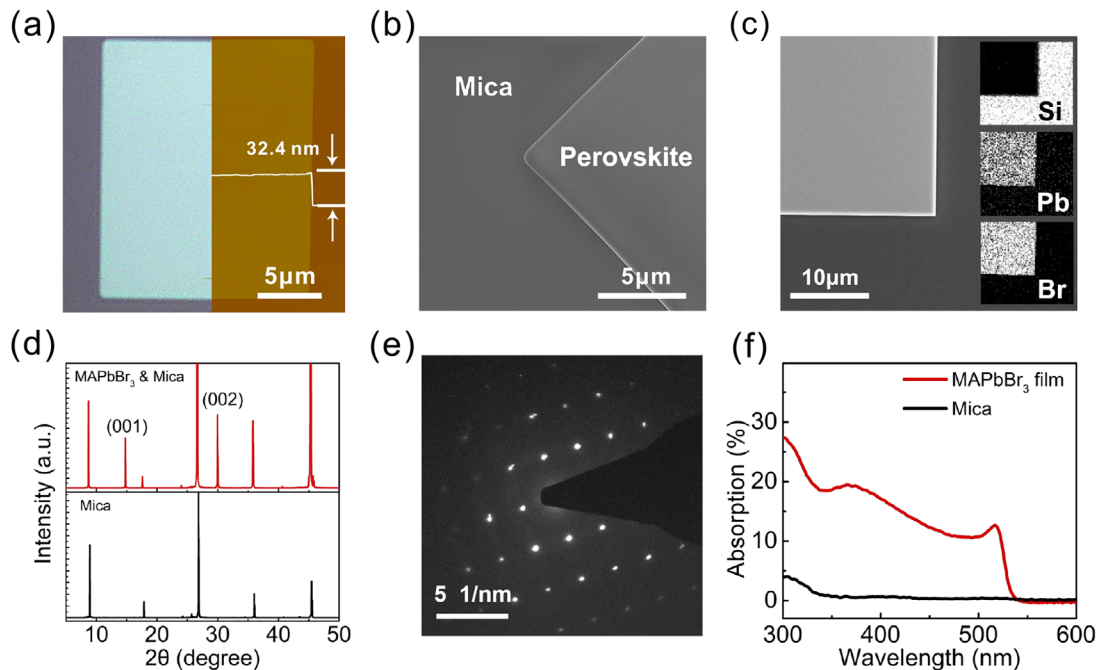 (a)
32.4 nm
5μm
(b)
Mica
Perovskite
5μm
(c)
Si
Pb
Br
10μm
(d)
MAPbBr₃ & Mica
(002)
(001)
Mica
Intensity (a.u.)
10 20 30 40 50
2θ (degree)
(e)
5 1/nm
(f)
MAPbBr₃ film
Mica
30
20
10
0
Absorption (%)
300 400 500 600
Wavelength (nm)